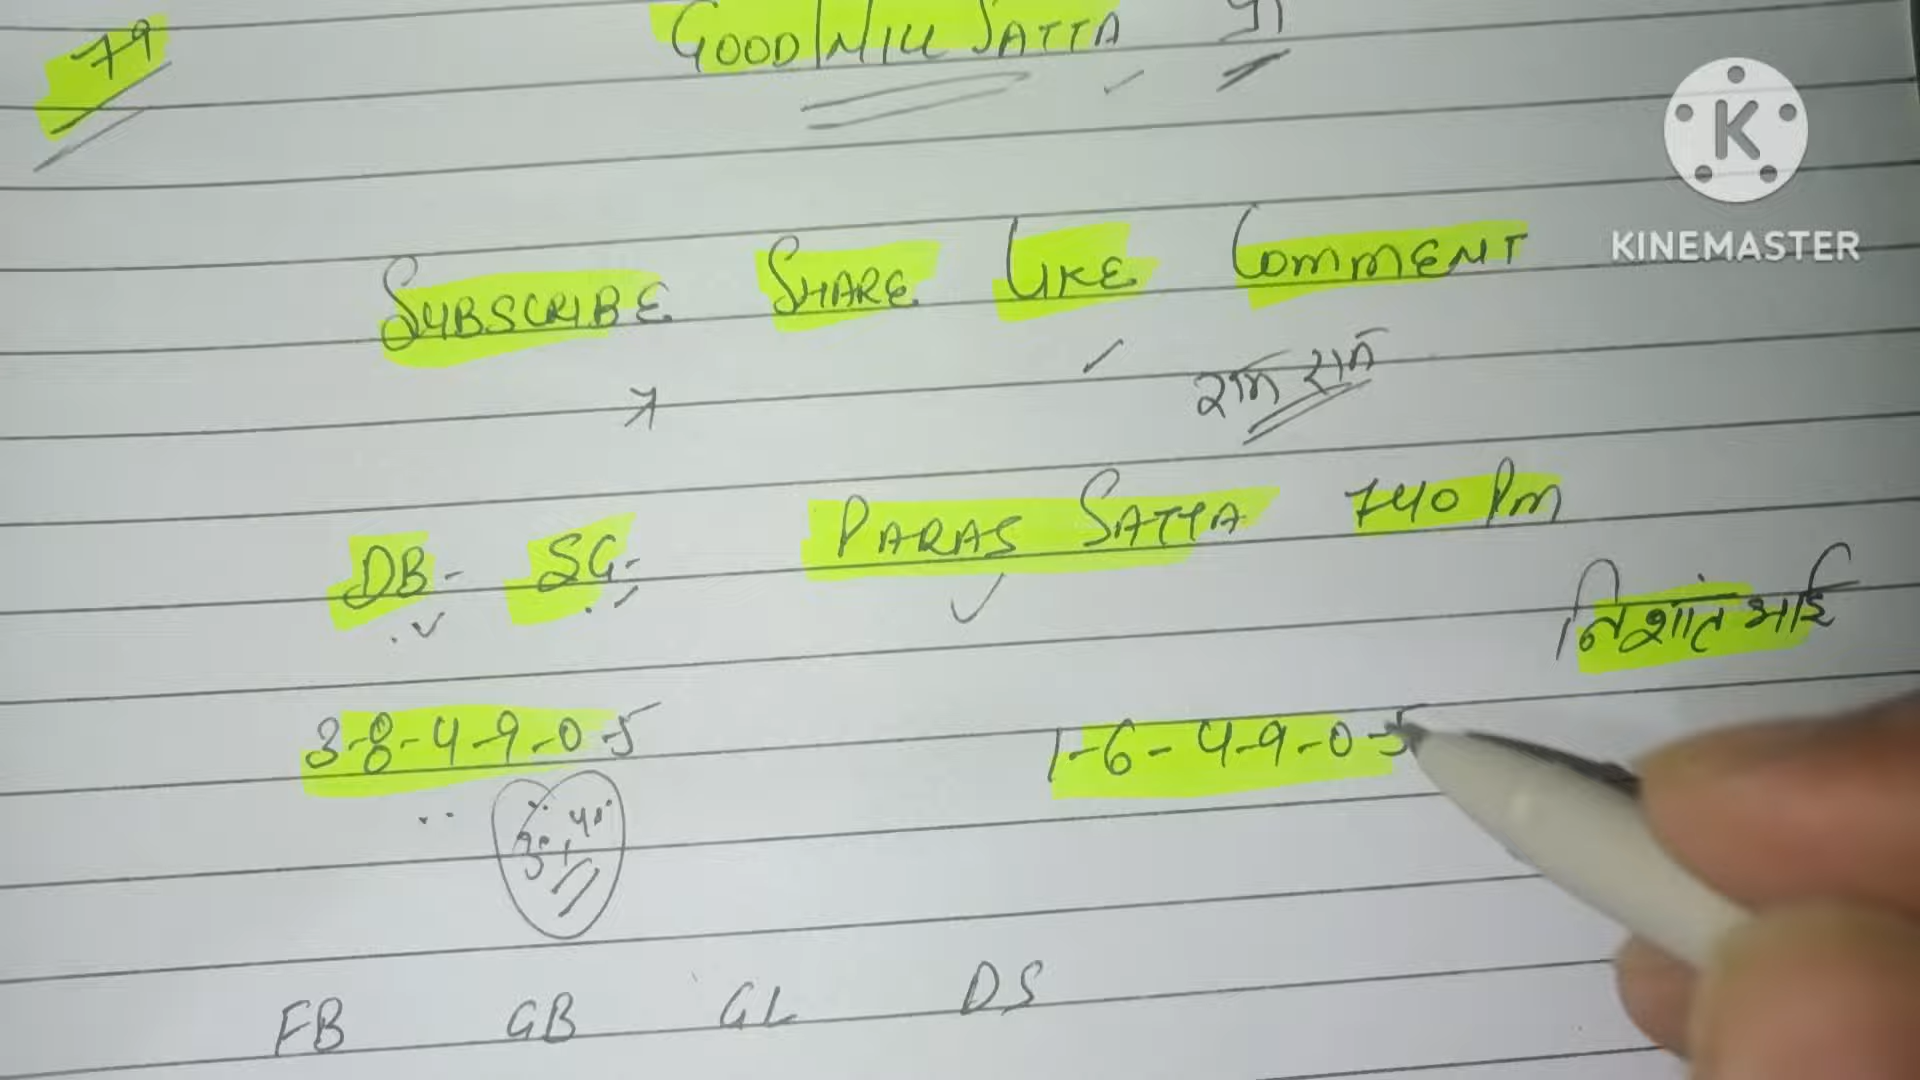 79
GOODWILL SATTA जी
SUBSCRIBE SHARE LIKE COMMENT
राम राम
DB- SG- PARAS SATTA 740 Pm
निशांत भाई
3-8-4-9-0-5 1-6-4-9-0-5
FB GB GL DS
K
KINEMASTER